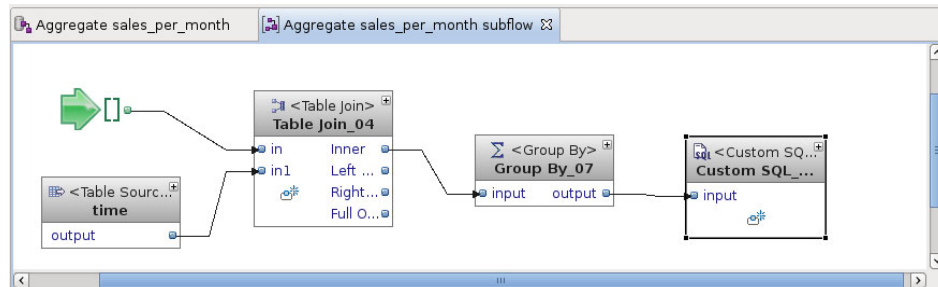 Aggregate sales_per_month
Aggregate sales_per_month subflow
<Table Join>
Table Join_04
in Inner
in1 Left ...
Right...
Full O...
<Table Sourc...
time
output
<Group By>
Group By_07
input output
SQL <Custom SQ...
Custom SQL_...
input